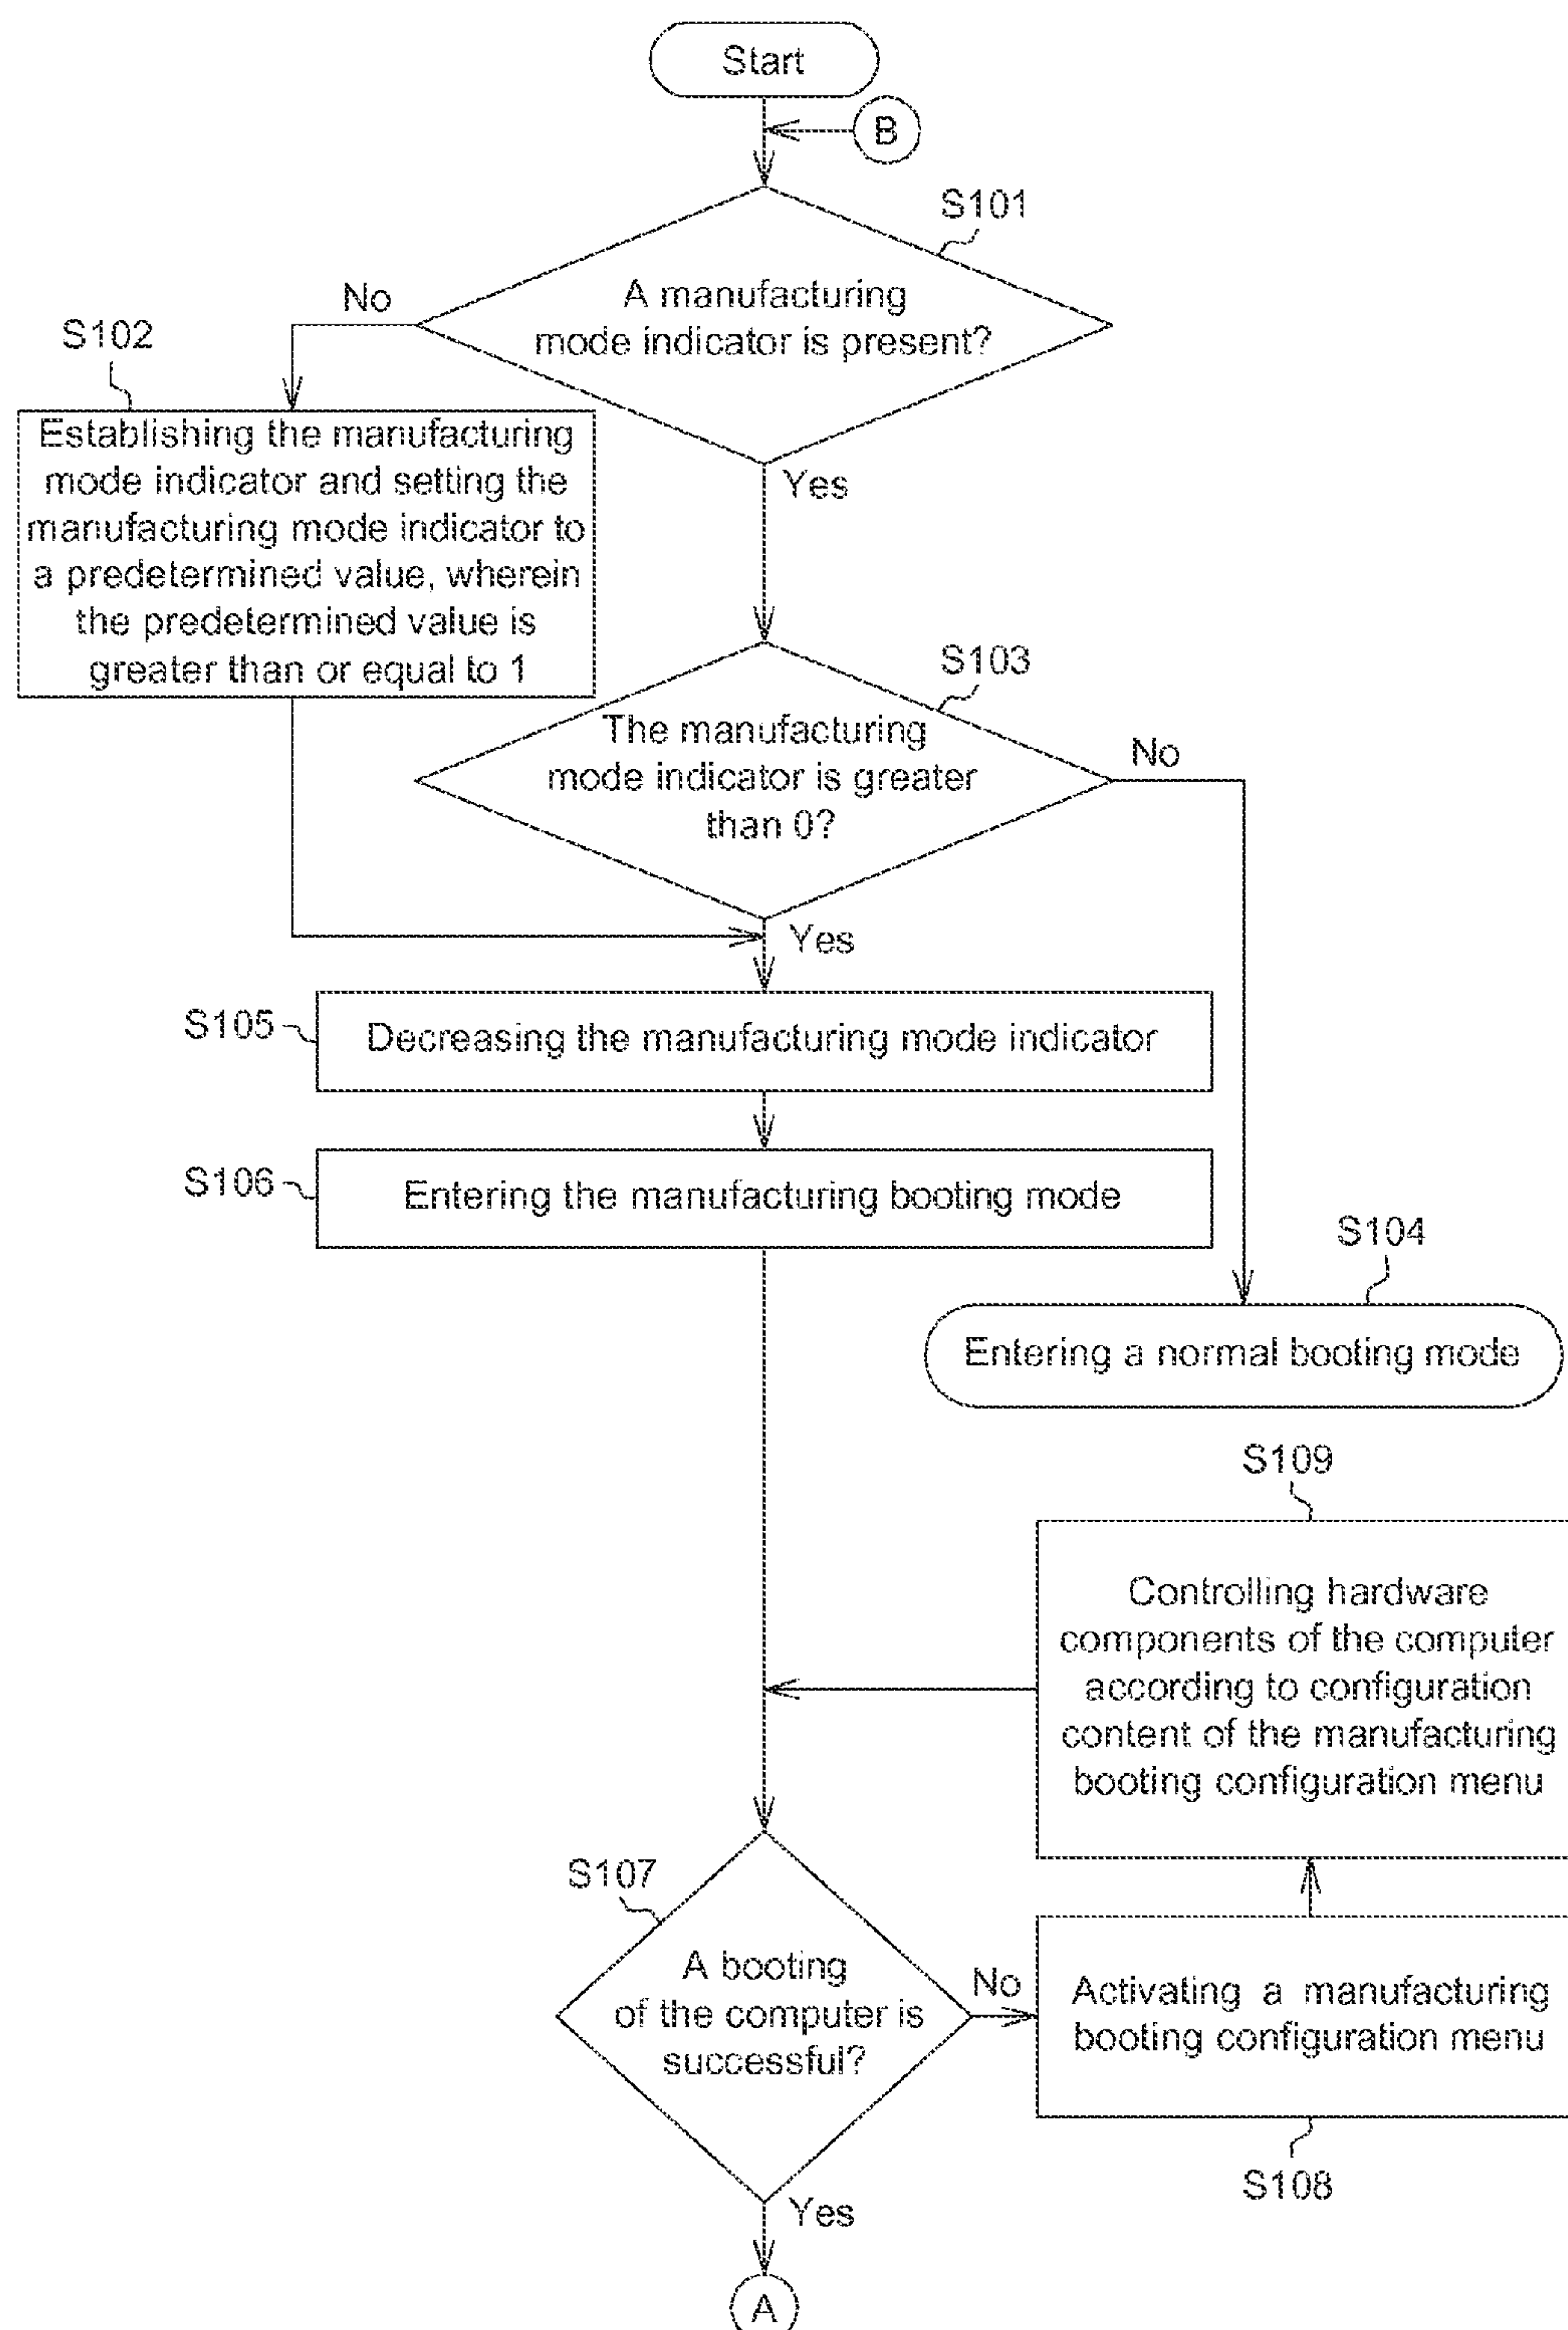 Start
B
S101
A manufacturing
mode indicator is present?
No
S102
Establishing the manufacturing
mode indicator and setting the
manufacturing mode indicator to
a predetermined value, wherein
the predetermined value is
greater than or equal to 1
Yes
S103
The manufacturing
mode indicator is greater
than 0?
No
Yes
S105
Decreasing the manufacturing mode indicator
S106
Entering the manufacturing booting mode
S104
Entering a normal booting mode
S109
Controlling hardware
components of the computer
according to configuration
content of the manufacturing
booting configuration menu
S107
A booting
of the computer is
successful?
No
Activating a manufacturing
booting configuration menu
S108
Yes
A